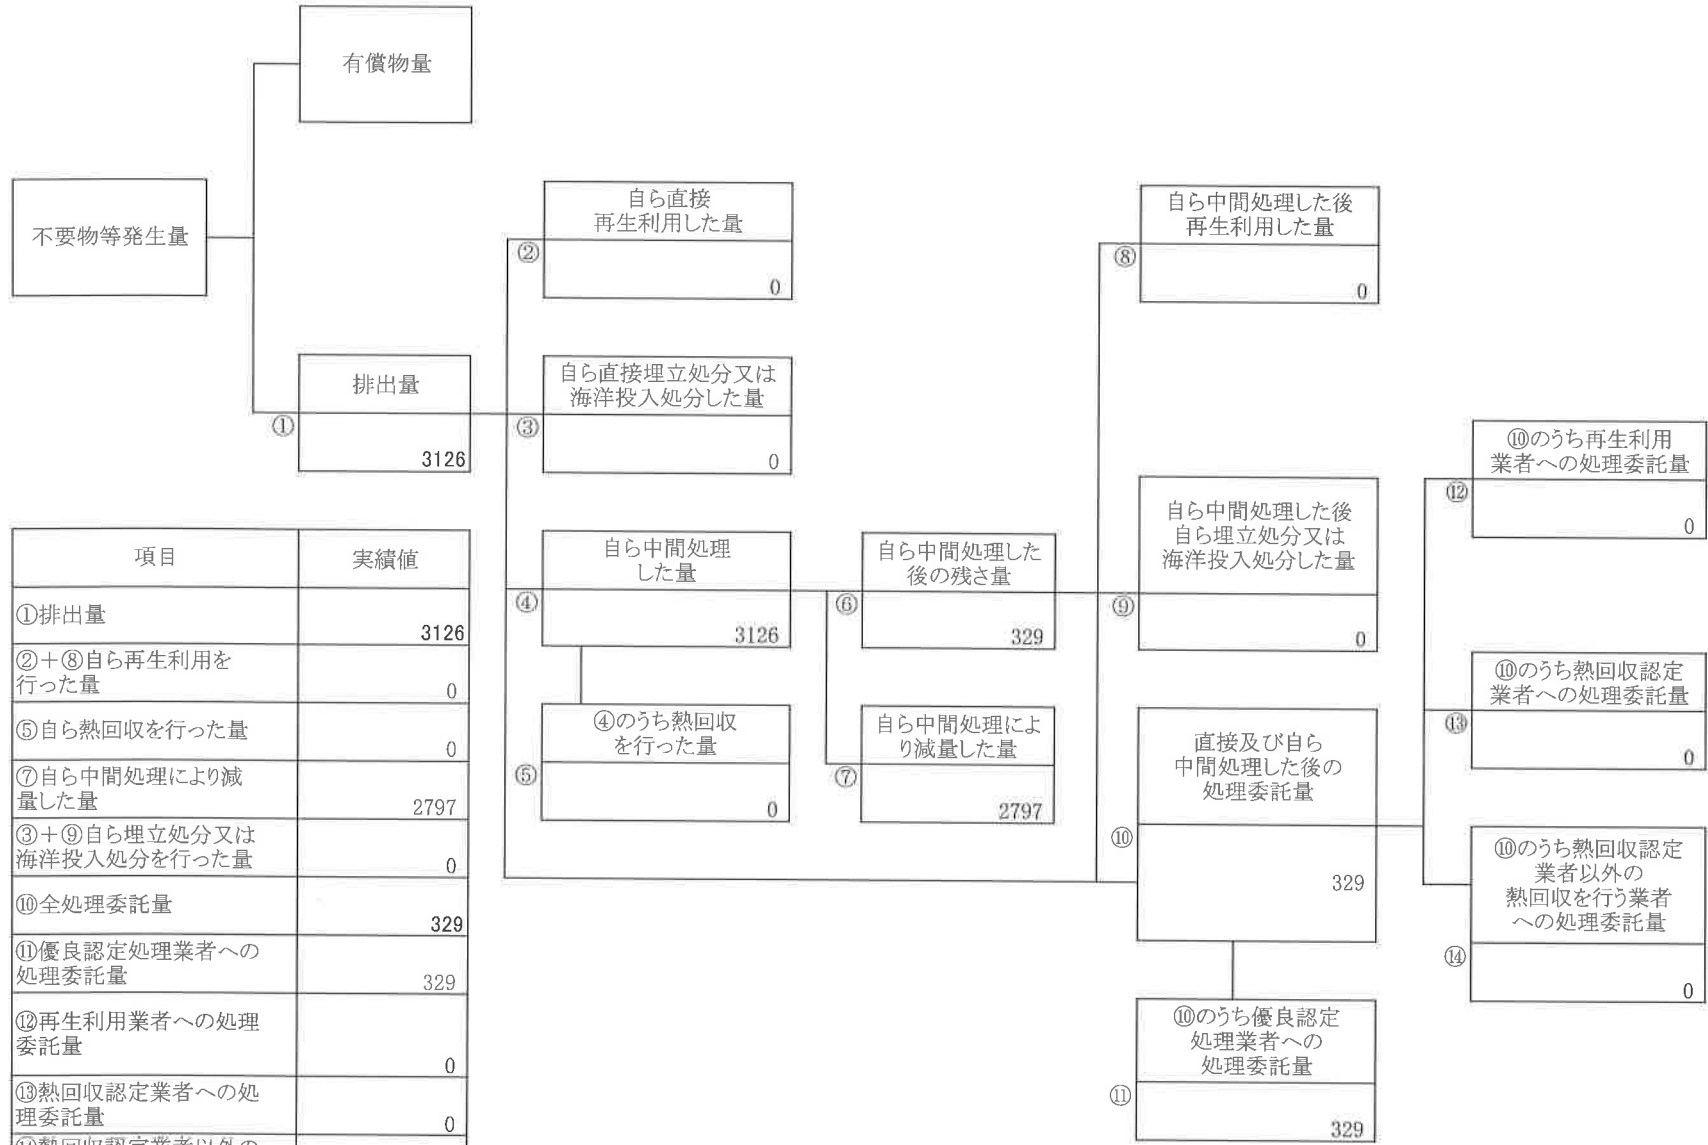 有償物量
不要物等発生量
排出量
①
3126
自ら直接
再生利用した量
②
0
自ら直接埋立処分又は
海洋投入処分した量
③
0
自ら中間処理
した量
④
3126
④のうち熱回収
を行った量
⑤
0
自ら中間処理した
後の残さ量
⑥
329
自ら中間処理によ
り減量した量
⑦
2797
自ら中間処理した後
再生利用した量
⑧
0
自ら中間処理した後
自ら埋立処分又は
海洋投入処分した量
⑨
0
直接及び自ら
中間処理した後の
処理委託量
⑩
329
⑩のうち優良認定
処理業者への
処理委託量
⑪
329
⑩のうち再生利用
業者への処理委託量
⑫
0
⑩のうち熱回収認定
業者への処理委託量
⑬
0
⑩のうち熱回収認定
業者以外の
熱回収を行う業者
への処理委託量
⑭
0
項目 実績値
①排出量
3126
②+⑧自ら再生利用を
行った量
0
⑤自ら熱回収を行った量
0
⑦自ら中間処理により減
量した量
2797
③+⑨自ら埋立処分又は
海洋投入処分を行った量
0
⑩全処理委託量
329
⑪優良認定処理業者への
処理委託量
329
⑫再生利用業者への処理
委託量
0
⑬熱回収認定業者への処
理委託量
0
⑭熱回収認定業者以外の